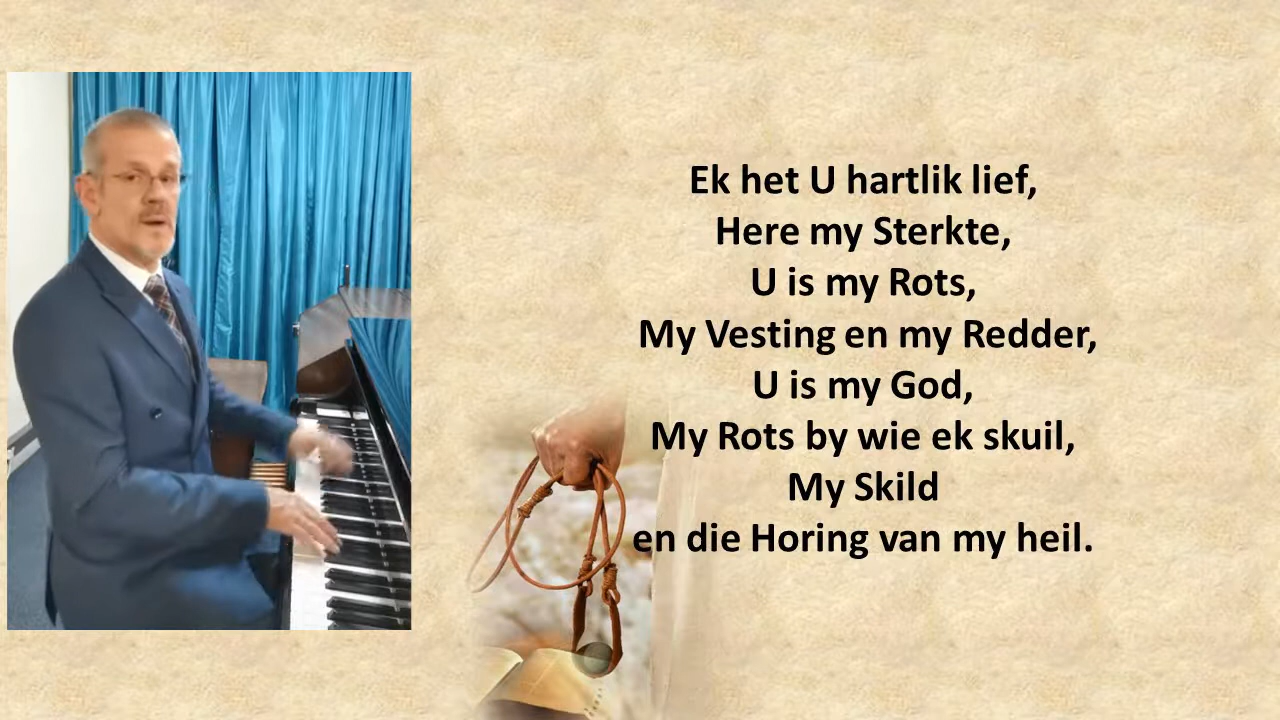 Ek het U hartlik lief,
Here my Sterkte,
U is my Rots,
My Vesting en my Redder,
U is my God,
My Rots by wie ek skuil,
My Skild
en die Horing van my heil.